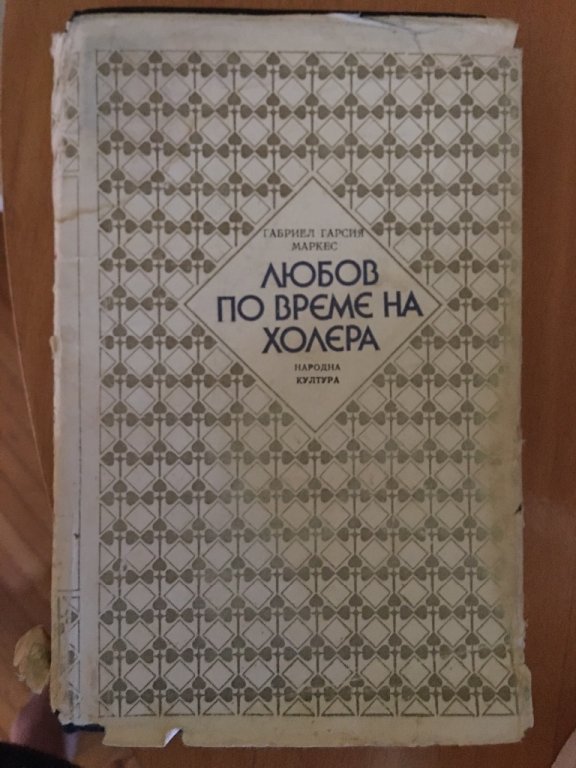 ГАБРИЕЛ ГАРСИЯ
МАРКЕС
ЛЮБОВ
ПО ВРЕМЕ НА
ХОЛЕРА
НАРОДНА
КУЛТУРА